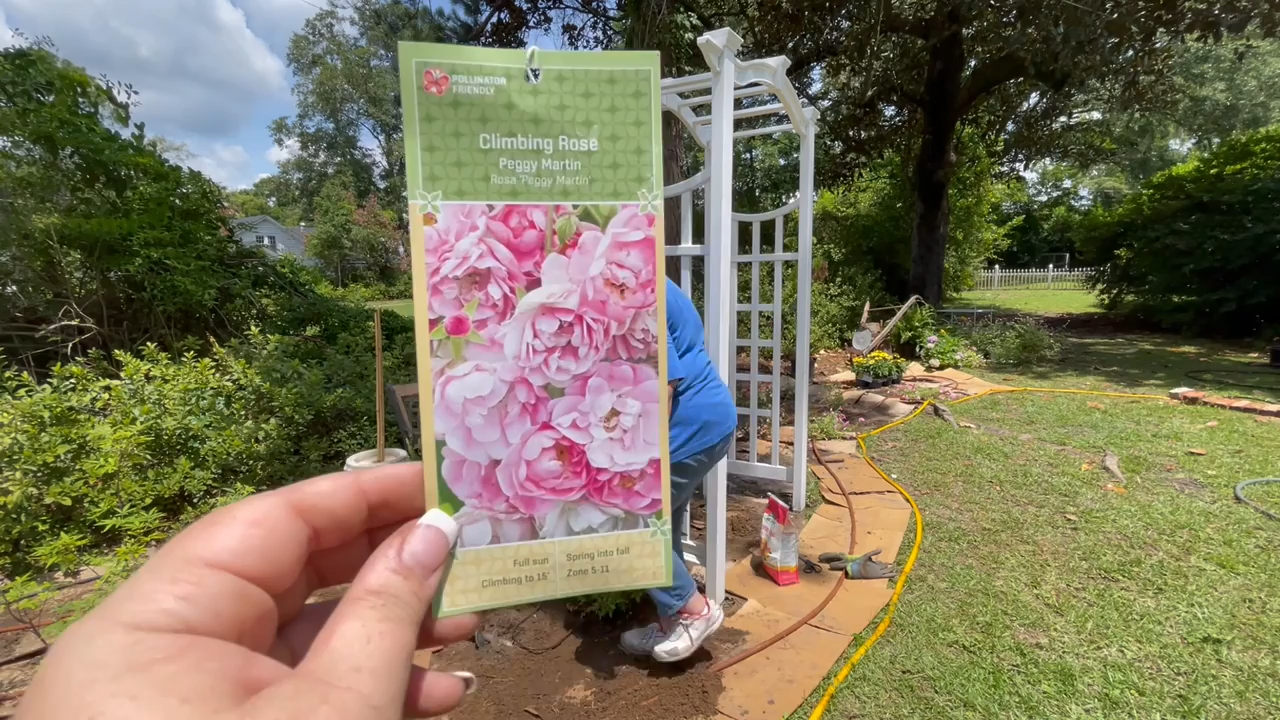 POLLINATOR
FRIENDLY
Climbing Rose
Peggy Martin
Rosa 'Peggy Martin'
Full sun
Climbing to 15'
Spring into fall
Zone 5-11